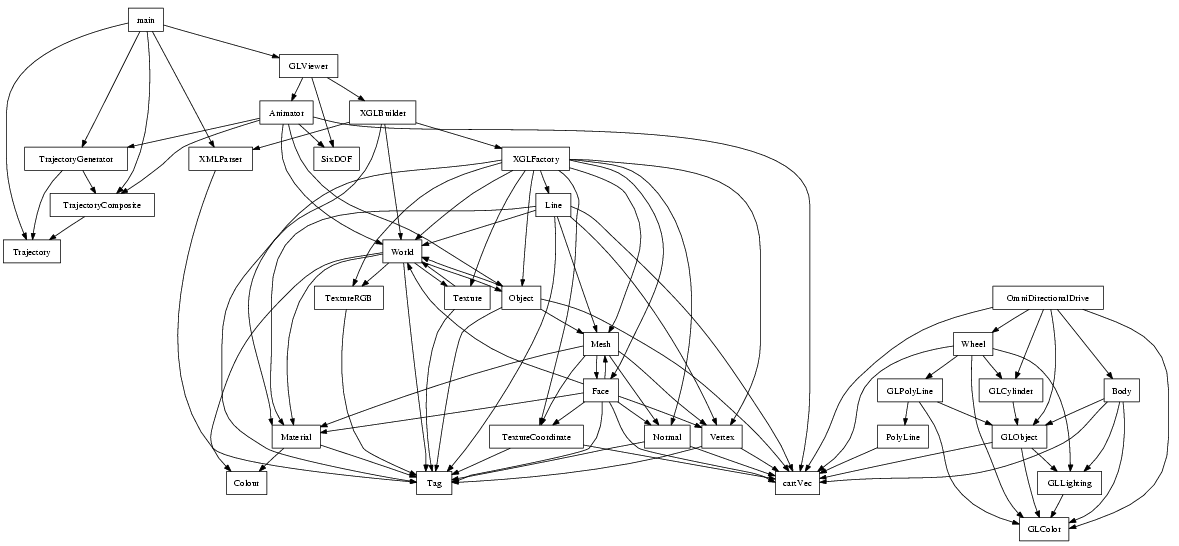 main
GLViewer
Animator
XGLBuilder
TrajectoryGenerator
XMLParser
SixDOF
XGLFactory
TrajectoryComposite
Line
Trajectory
World
TextureRGB
Texture
Object
OmniDirectionalDrive
Mesh
Wheel
Face
GLPolyLine
GLCylinder
Body
Material
TextureCoordinate
Normal
Vertex
PolyLine
GLObject
Colour
Tag
cartVec
GLLighting
GLColor